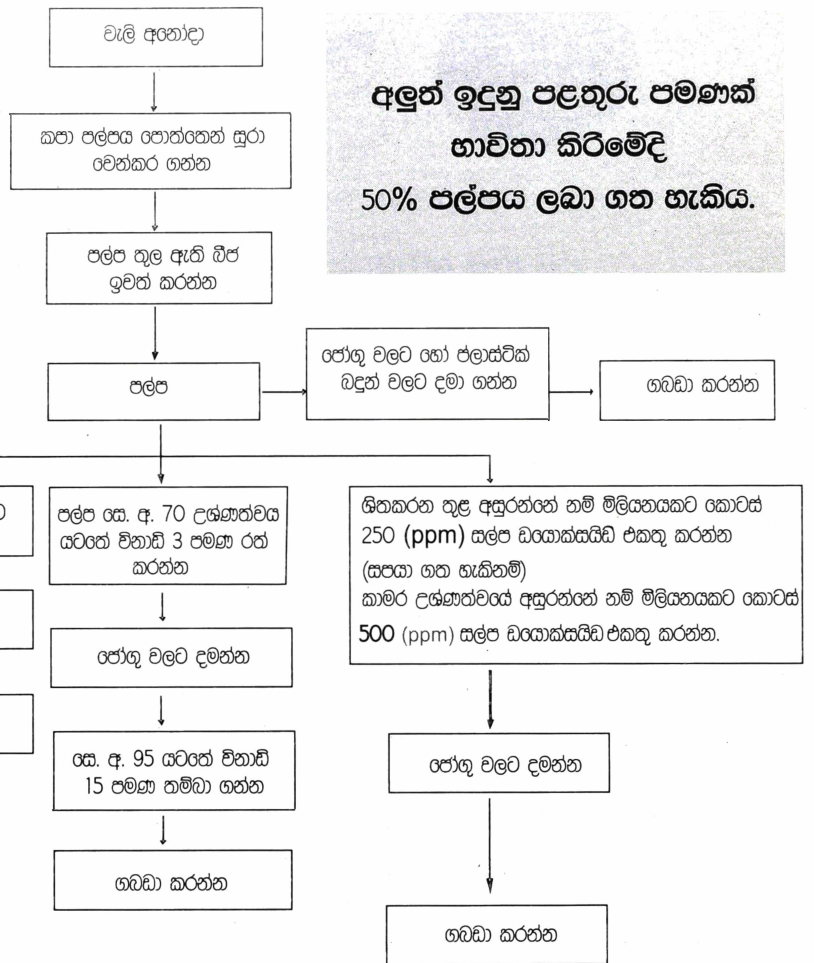 වැලි අනෝදා
අලුත් ඉදුනු පළතුරු පමණක්
භාවිතා කිරීමේදි
50% පල්පය ලබා ගත හැකිය.
කපා පල්පය පොත්තෙන් සූරා
වෙන්කර ගන්න
පල්ප තුල ඇති බීජ
ඉවත් කරන්න
පල්ප
ජෝගු වලට හෝ ප්ලාස්ටික්
බදුන් වලට දමා ගන්න
ගබඩා කරන්න
පල්ප සෙ. අ. 70 උශ්ණත්වය
යටතේ විනාඩි 3 පමණ රත්
කරන්න
ජෝගු වලට දමන්න
සෙ. අ. 95 යටතේ විනාඩි
15 පමණ තම්බා ගන්න
ගබඩා කරන්න
ශිතකරන තුළ අසුරන්නේ නම් මිලියනයකට කොටස්
250 (ppm) සල්ප ඩයොක්සයිඩ් එකතු කරන්න
(සපයා ගත හැකිනම්)
කාමර උශ්ණත්වයේ අසුරන්නේ නම් මිලියනයකට කොටස්
500 (ppm) සල්ප ඩයොක්සයිඩ එකතු කරන්න.
ජෝගු වලට දමන්න
ගබඩා කරන්න